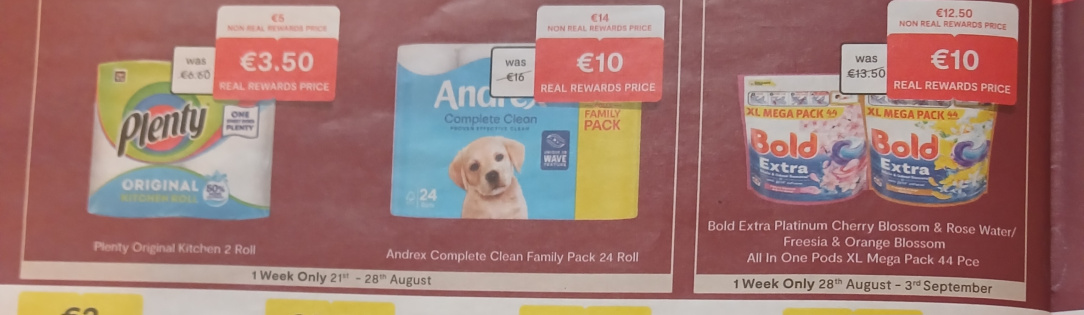 €5
NON REAL REWARDS PRICE
was
€6.60
€3.50
REAL REWARDS PRICE
Plenty
ONE
PLENTY
ORIGINAL
KITCHEN ROLL
50%
Plenty Original Kitchen 2 Roll
€14
NON REAL REWARDS PRICE
was
€16
€10
REAL REWARDS PRICE
Andrex
Complete Clean
PROVEN EFFECTIVE CLEAN
FAMILY
PACK
WAVE
24
Andrex Complete Clean Family Pack 24 Roll
1 Week Only 21st - 28th August
€12.50
NON REAL REWARDS PRICE
was
€13.50
€10
REAL REWARDS PRICE
XL MEGA PACK 44
Bold
Extra
XL MEGA PACK 44
Bold
Extra
Bold Extra Platinum Cherry Blossom & Rose Water/
Freesia & Orange Blossom
All In One Pods XL Mega Pack 44 Pce
1 Week Only 28th August - 3rd September